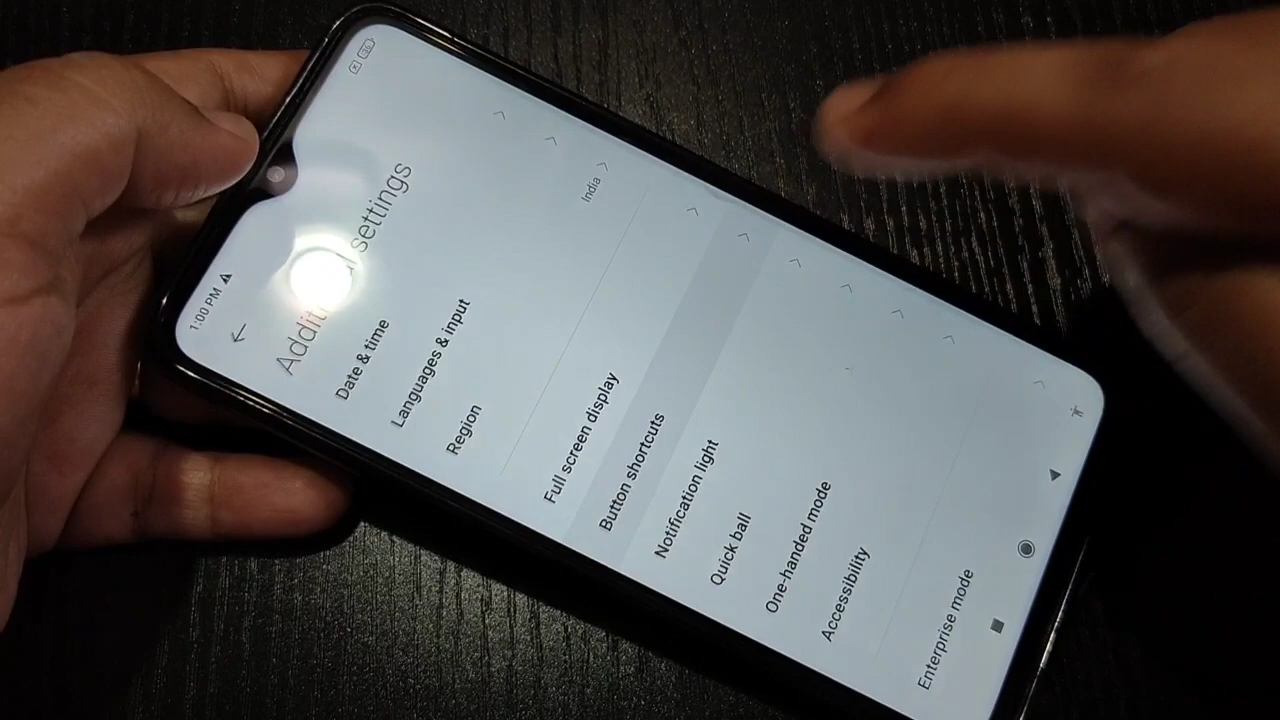 1:00 PM
Additional settings
Date & time
Languages & input
Region India
Full screen display
Button shortcuts
Notification light
Quick ball
One-handed mode
Accessibility
Enterprise mode